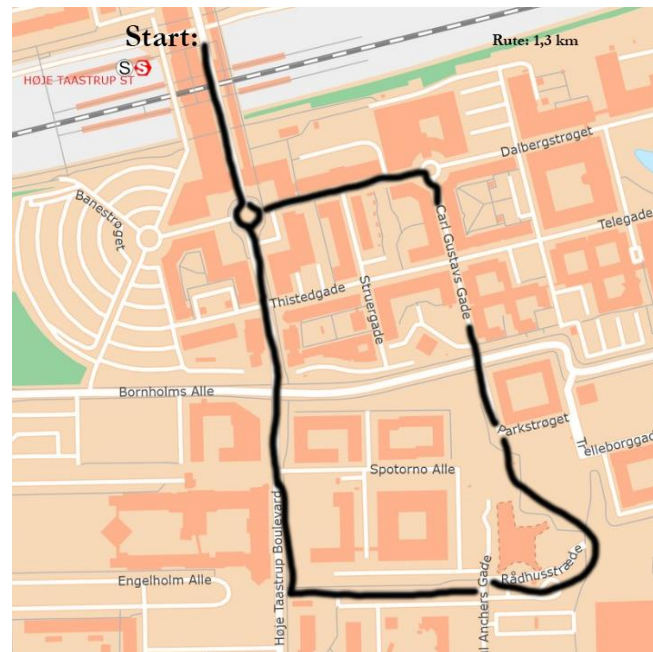 Start:
Rute: 1,3 km
S S
HØJE TAASTRUP ST
Dalbergstrøget
Banestrøget
Carl Gustavs Gade
Telegade
Thistedgade
Struergade
Bornholms Alle
Parkstrøget
Trelleborggad
Spotorno Alle
Høje Taastrup Boulevard
Engelholm Alle
Rådhusstræde
l Anchers Gade